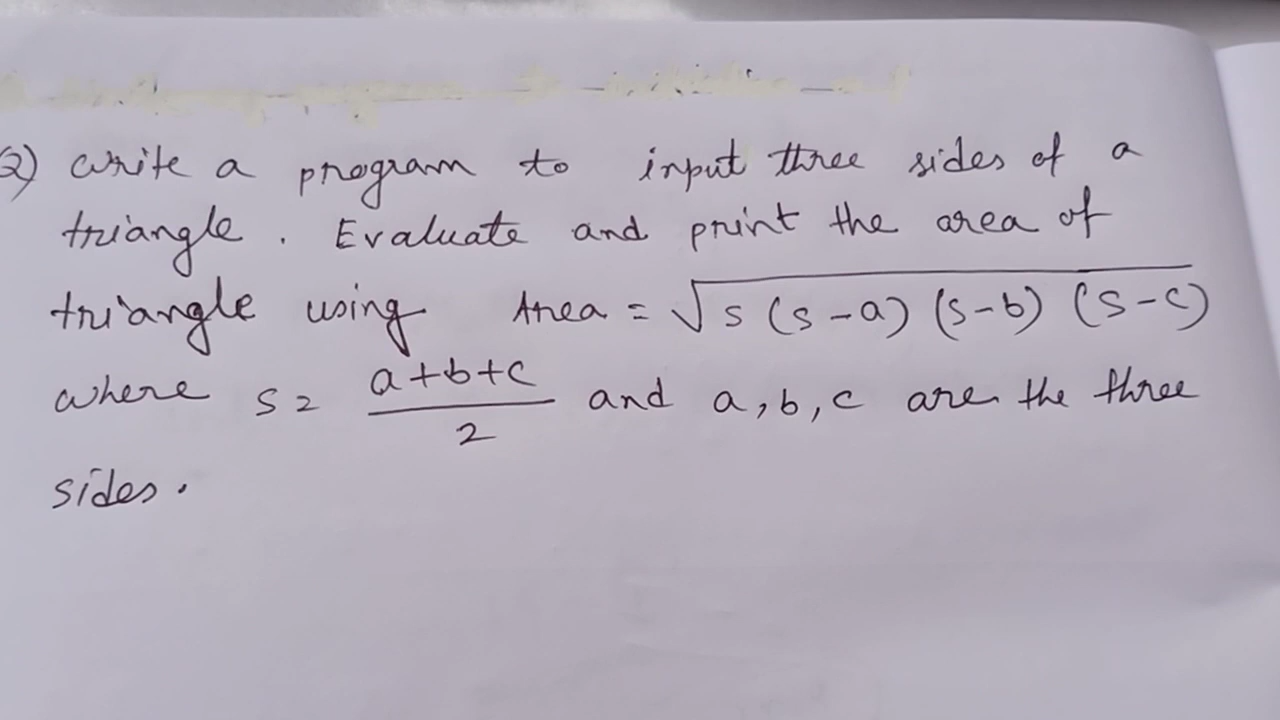 2) write a program to input three sides of a
triangle. Evaluate and print the area of
triangle using Area = √s (s-a) (s-b) (s-c)
where s = a+b+c/2 and a, b, c are the three
sides.